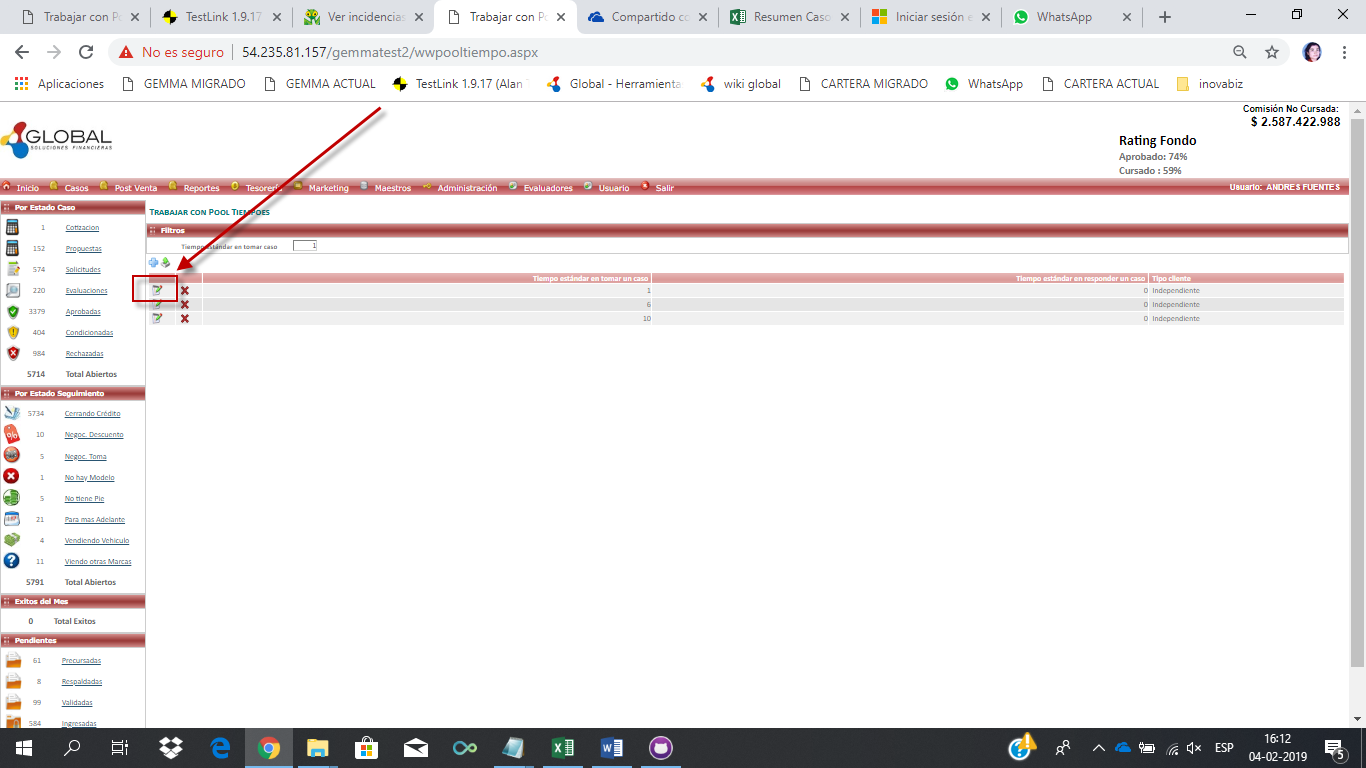 Trabajar con Po
TestLink 1.9.17
Ver incidencias
Trabajar con Po
Compartido co
Resumen Caso
Iniciar sesión e
WhatsApp
No es seguro
54.235.81.157/gemmatest2/wwpooltiempo.aspx
Aplicaciones
GEMMA MIGRADO
GEMMA ACTUAL
TestLink 1.9.17 (Alan
Global - Herramienta
wiki global
CARTERA MIGRADO
WhatsApp
CARTERA ACTUAL
inovabiz
Comisión No Cursada:
$ 2.587.422.988
GLOBAL
SOLUCIONES FINANCIERAS
Rating Fondo
Aprobado: 74%
Cursado : 59%
Inicio
Casos
Post Venta
Reportes
Tesorerí
Marketing
Maestros
Administración
Evaluadores
Usuario
Salir
Usuario: ANDRES FUENTES
Por Estado Caso
1 Cotizacion
152 Propuestas
574 Solicitudes
220 Evaluaciones
3379 Aprobadas
404 Condicionadas
984 Rechazadas
5714 Total Abiertos
Por Estado Seguimiento
5734 Cerrando Crédito
10 Negoc. Descuento
5 Negoc. Toma
1 No hay Modelo
5 No tiene Pie
21 Para mas Adelante
4 Vendiendo Vehiculo
11 Viendo otras Marcas
5791 Total Abiertos
Exitos del Mes
0 Total Exitos
Pendientes
61 Precursadas
8 Respaldadas
99 Validadas
584 Ingresadas
Trabajar con Pool Tiempoes
Filtros
Tiempo estándar en tomar caso 1
Tiempo estándar en tomar un caso Tiempo estándar en responder un caso Tipo cliente
1 0 Independiente
6 0 Independiente
10 0 Independiente
ESP
16:12
04-02-2019
5